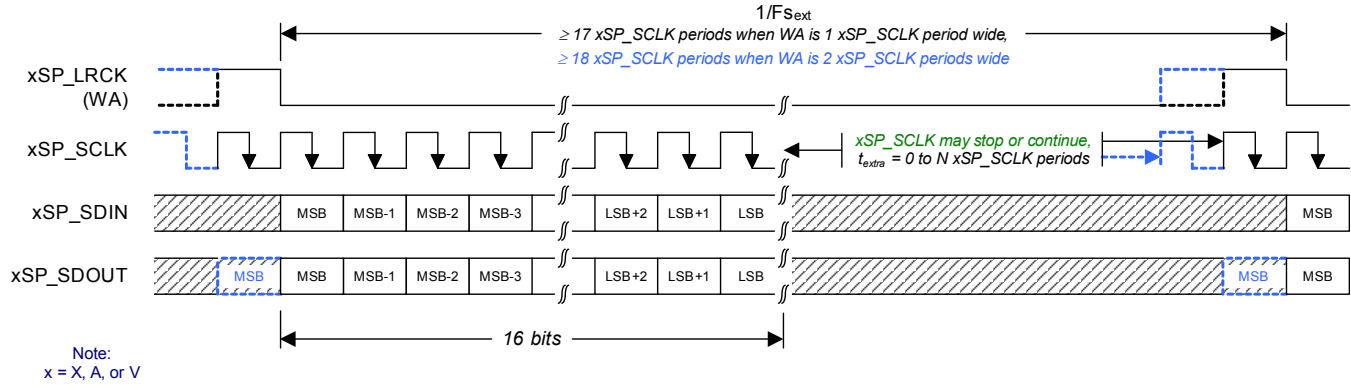 1/Fsext
≥ 17 xSP_SCLK periods when WA is 1 xSP_SCLK period wide,
≥ 18 xSP_SCLK periods when WA is 2 xSP_SCLK periods wide
xSP_LRCK
(WA)
xSP_SCLK
xSP_SCLK may stop or continue,
textra = 0 to N xSP_SCLK periods
xSP_SDIN
MSB MSB-1 MSB-2 MSB-3 LSB+2 LSB+1 LSB MSB
xSP_SDOUT
MSB MSB MSB-1 MSB-2 MSB-3 LSB+2 LSB+1 LSB MSB MSB
16 bits
Note:
x = X, A, or V